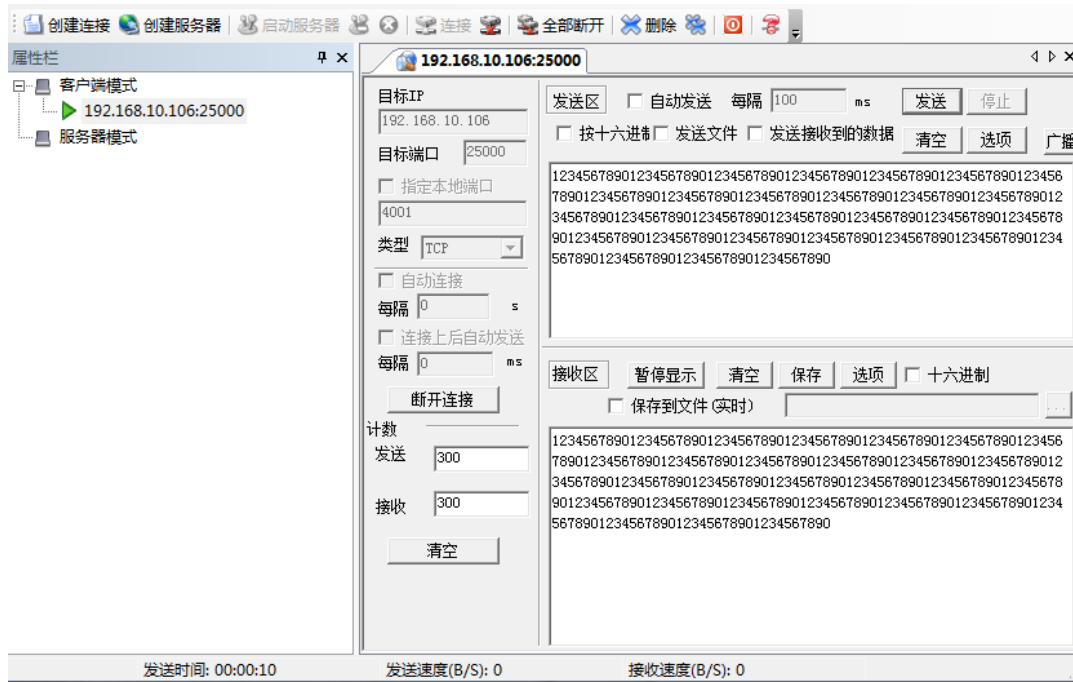 创建连接 创建服务器 启动服务器 连接 全部断开 删除
属性栏
客户端模式
192.168.10.106:25000
服务器模式
192.168.10.106:25000
目标IP
192.168.10.106
目标端口 25000
指定本地端口
4001
类型 TCP
自动连接
每隔 0 s
连接上后自动发送
每隔 0 ms
断开连接
计数
发送 300
接收 300
清空
发送区 自动发送 每隔 100 ms 发送 停止
按十六进制 发送文件 发送接收到的数据 清空 选项 广播
123456789012345678901234567890123456789012345678901234567890123456
789012345678901234567890123456789012345678901234567890123456789012
345678901234567890123456789012345678901234567890123456789012345678
901234567890123456789012345678901234567890123456789012345678901234
567890123456789012345678901234567890
接收区 暂停显示 清空 保存 选项 十六进制
保存到文件(实时) ...
123456789012345678901234567890123456789012345678901234567890123456
789012345678901234567890123456789012345678901234567890123456789012
345678901234567890123456789012345678901234567890123456789012345678
901234567890123456789012345678901234567890123456789012345678901234
567890123456789012345678901234567890
发送时间: 00:00:10 发送速度(B/S): 0 接收速度(B/S): 0